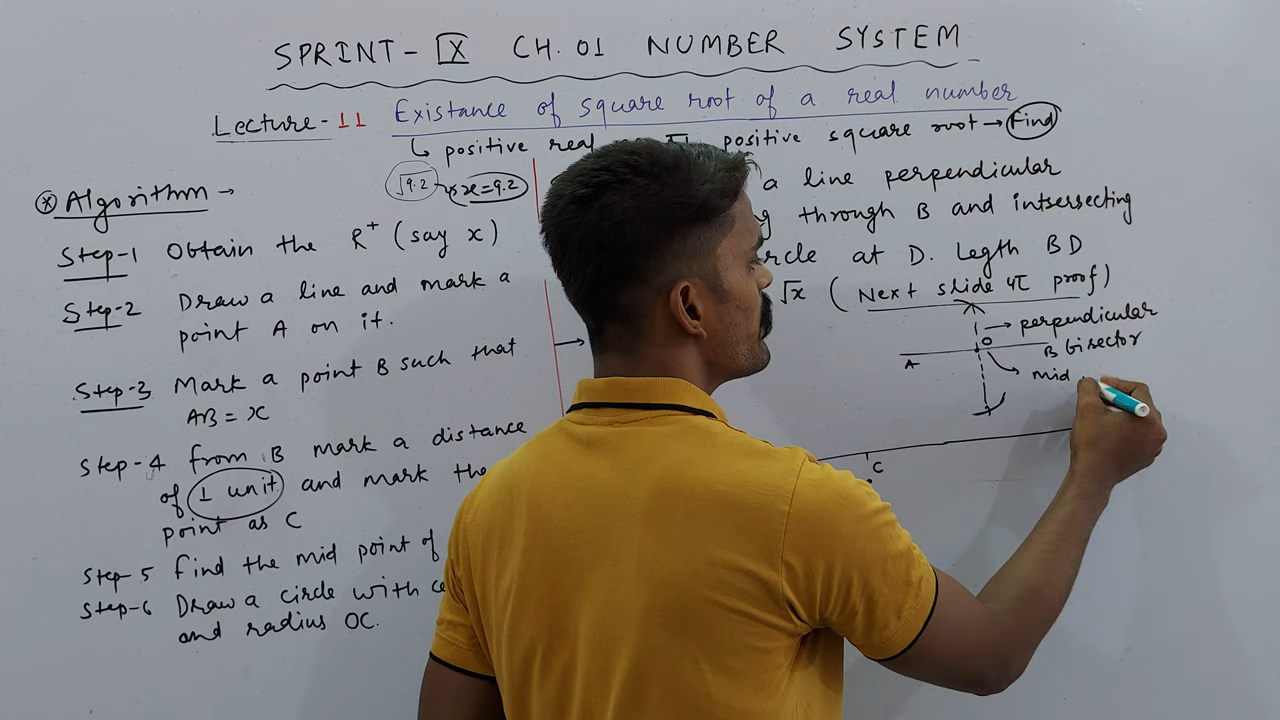 SPRINT-IX CH. 01 NUMBER SYSTEM
Lecture-11 Existance of square root of a real number
↳ positive real positive square root → Find
√9.2 x=9.2
* Algorithm →
Step-1 Obtain the R+ (say x)
Step-2 Draw a line and mark a
point A on it.
Step-3 Mark a point B such that
AB = x
Step-4 from B mark a distance
of 1 unit and mark the
point as C
Step-5 find the mid point of
Step-6 Draw a circle with
and radius OC.
a line perpendicular
through B and intsersecting
at D. Legth BD
√x (Next slide पर proof)
→ perpendicular
bisector
O
A
B
mid
C